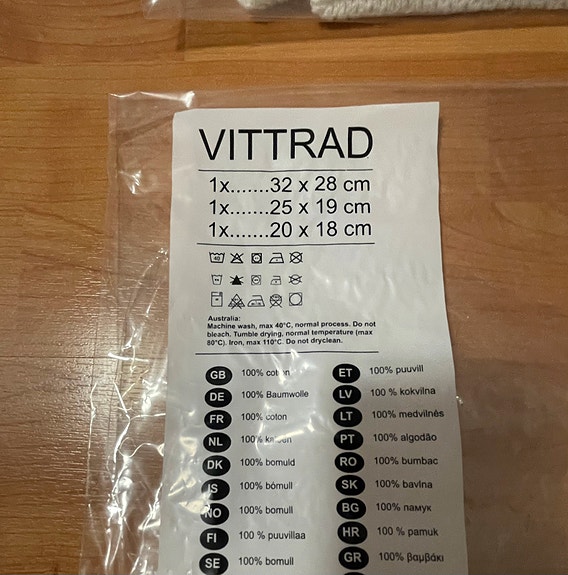 VITTRAD
1x.......32 x 28 cm
1x.......25 x 19 cm
1x.......20 x 18 cm
Australia:
Machine wash, max 40°C, normal process. Do not
bleach. Tumble drying, normal temperature (max
80°C). Iron, max 110°C. Do not dryclean.
GB 100% coton
DE 100% Baumwolle
FR 100% coton
NL 100%
DK 100% bomuld
IS 100% bómull
NO 100% bomull
FI 100 % puuvillaa
SE 100% bomull
ET 100% puuvill
LV 100 % kokvilna
LT 100% medvilnės
PT 100% algodão
RO 100% bumbac
SK 100% bavlna
BG 100% памук
HR 100 % pamuk
GR 100% βαμβάκι